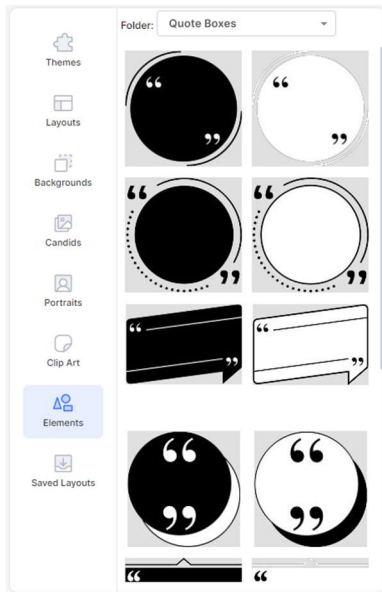 Folder: Quote Boxes
Themes
Layouts
Backgrounds
Candids
Portraits
Clip Art
Elements
Saved Layouts
“ ”
“ ”
“ ”
“ ”
“ ”
“ ”
“ ”
“ ”
“ “